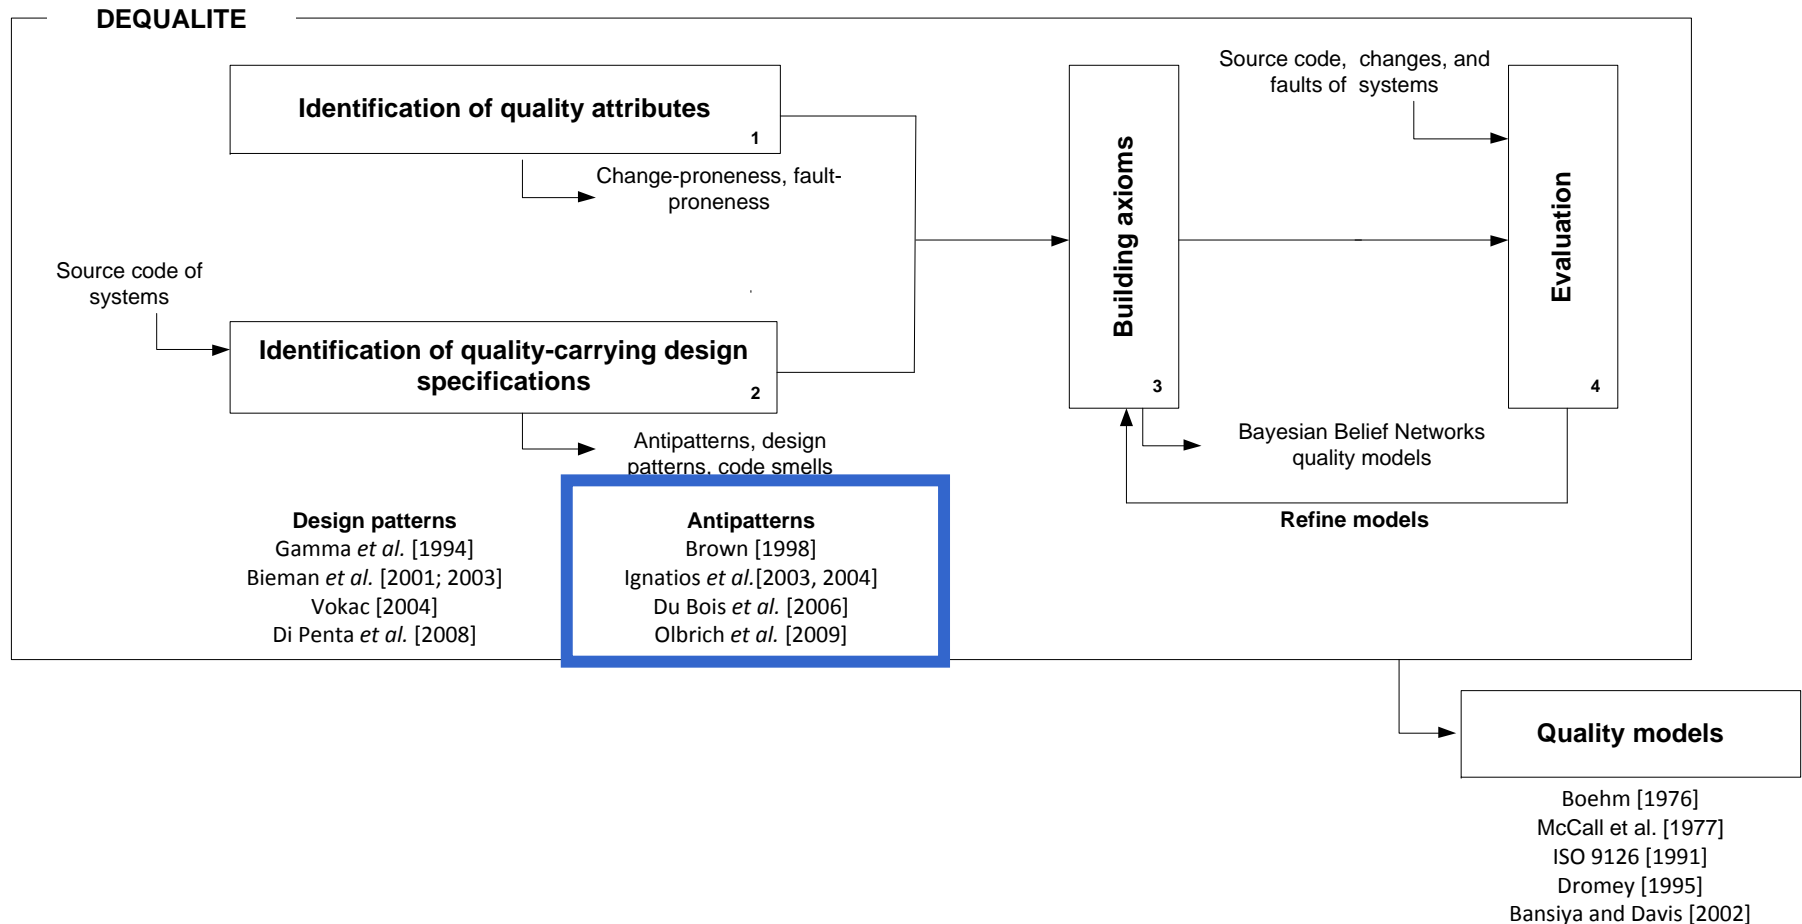 DEQUALITE
Identification of quality attributes
1
Change-proneness, fault-
proneness
Source code of
systems
Identification of quality-carrying design
specifications
2
Antipatterns, design
patterns, code smells
Design patterns
Gamma et al. [1994]
Bieman et al. [2001; 2003]
Vokac [2004]
Di Penta et al. [2008]
Antipatterns
Brown [1998]
Ignatios et al.[2003, 2004]
Du Bois et al. [2006]
Olbrich et al. [2009]
Building axioms
3
Bayesian Belief Networks
quality models
Source code, changes, and
faults of systems
Evaluation
4
Refine models
Quality models
Boehm [1976]
McCall et al. [1977]
ISO 9126 [1991]
Dromey [1995]
Bansiya and Davis [2002]